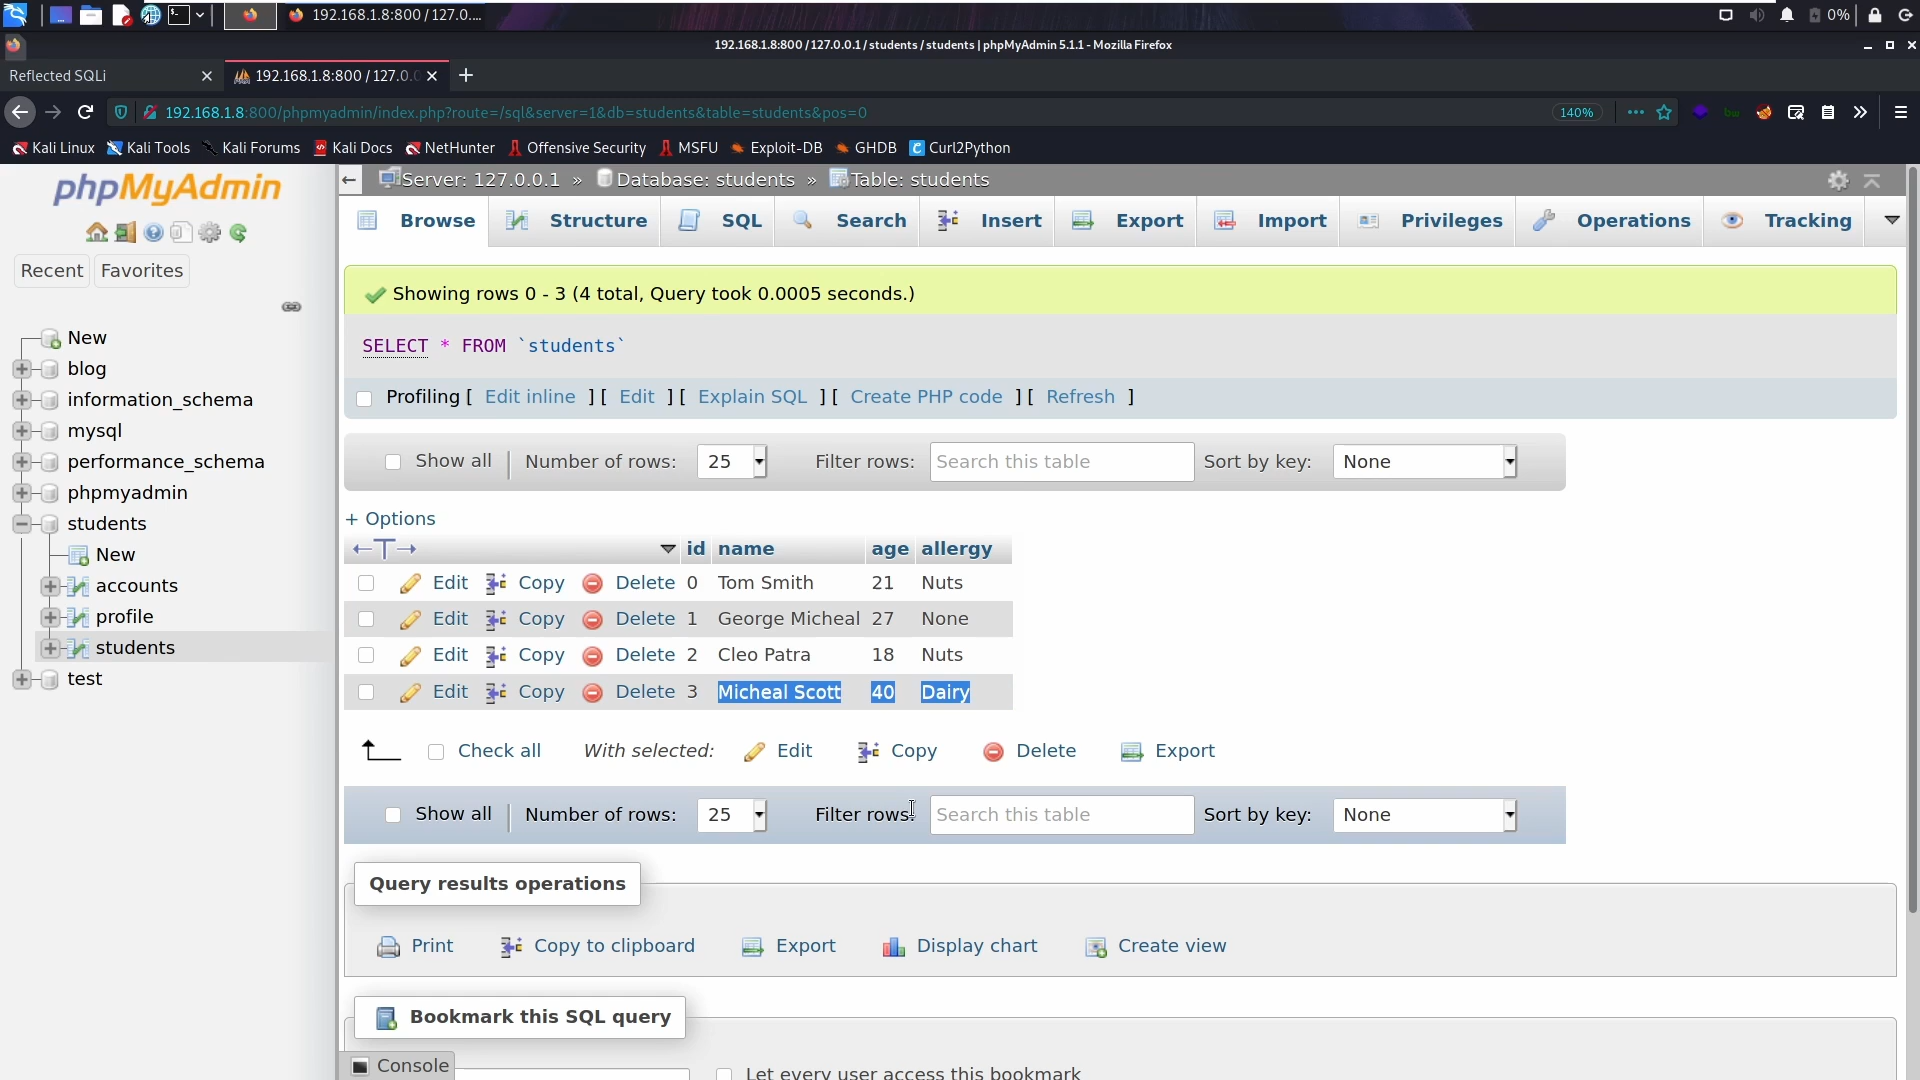 0%
192.168.1.8:800 / 127.0....
192.168.1.8:800 / 127.0.0.1 / students / students | phpMyAdmin 5.1.1 - Mozilla Firefox
Reflected SQLi
192.168.1.8:800 / 127.0.0
192.168.1.8:800/phpmyadmin/index.php?route=/sql&server=1&db=students&table=students&pos=0
140%
Kali Linux Kali Tools Kali Forums Kali Docs NetHunter Offensive Security MSFU Exploit-DB GHDB Curl2Python
phpMyAdmin
Recent Favorites
New
blog
information_schema
mysql
performance_schema
phpmyadmin
students
New
accounts
profile
students
test
Server: 127.0.0.1 » Database: students » Table: students
Browse Structure SQL Search Insert Export Import Privileges Operations Tracking
Showing rows 0 - 3 (4 total, Query took 0.0005 seconds.)
SELECT * FROM `students`
Profiling [ Edit inline ] [ Edit ] [ Explain SQL ] [ Create PHP code ] [ Refresh ]
Show all Number of rows: 25 Filter rows: Search this table Sort by key: None
+ Options
id name age allergy
Edit Copy Delete 0 Tom Smith 21 Nuts
Edit Copy Delete 1 George Micheal 27 None
Edit Copy Delete 2 Cleo Patra 18 Nuts
Edit Copy Delete 3 Micheal Scott 40 Dairy
Check all With selected: Edit Copy Delete Export
Show all Number of rows: 25 Filter rows: Search this table Sort by key: None
Query results operations
Print Copy to clipboard Export Display chart Create view
Bookmark this SQL query
Console
Let every user access this bookmark